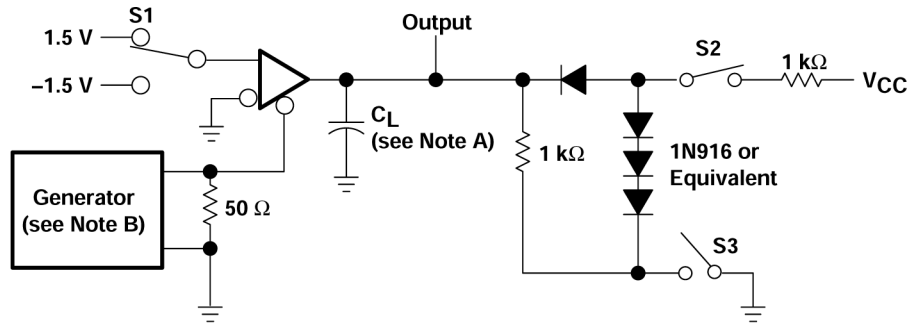 S1
1.5 V
–1.5 V
Output
S2
1 kΩ
VCC
CL
(see Note A)
1 kΩ
1N916 or
Equivalent
Generator
(see Note B)
50 Ω
S3